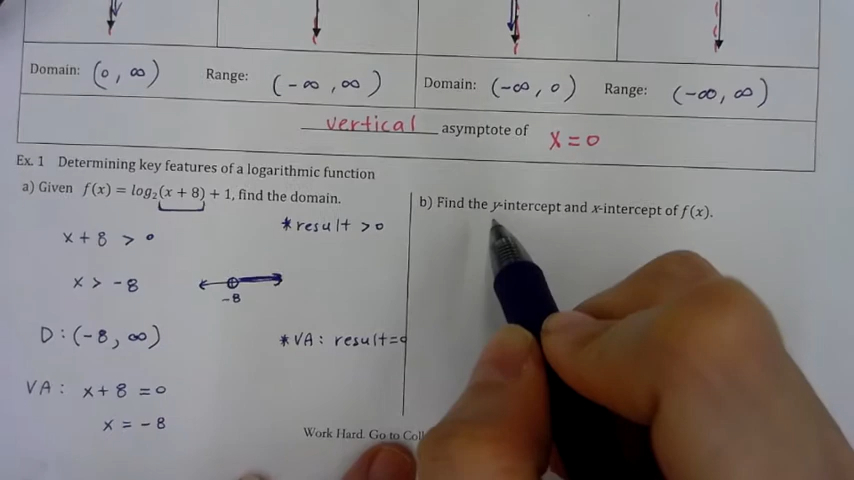 Domain: (0, ∞) Range: (-∞, ∞) Domain: (-∞, 0) Range: (-∞, ∞)
vertical asymptote of x = 0
Ex. 1 Determining key features of a logarithmic function
a) Given f(x) = log₂(x + 8) + 1, find the domain.
x + 8 > 0
*result > 0
x > -8
-8
D: (-8, ∞)
*VA: result = 0
VA: x + 8 = 0
x = -8
b) Find the y-intercept and x-intercept of f(x).
Work Hard. Go to